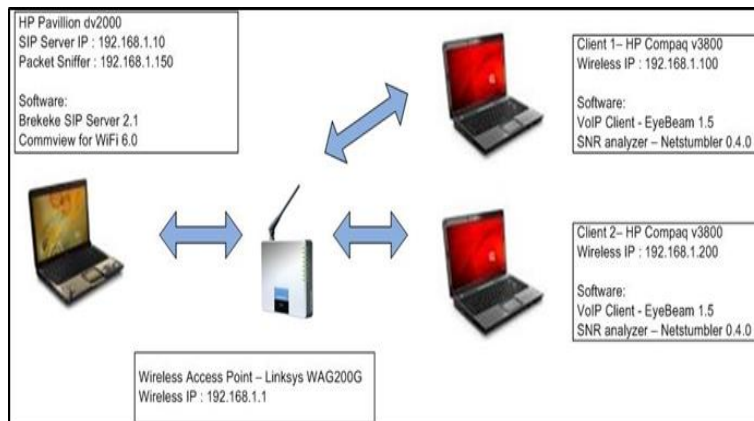 HP Pavillion dv2000
SIP Server IP : 192.168.1.10
Packet Sniffer : 192.168.1.150
Software:
Brekeke SIP Server 2.1
Commview for WiFi 6.0
Client 1– HP Compaq v3800
Wireless IP : 192.168.1.100
Software:
VoIP Client - EyeBeam 1.5
SNR analyzer – Netstumbler 0.4.0
Client 2– HP Compaq v3800
Wireless IP : 192.168.1.200
Software:
VoIP Client - EyeBeam 1.5
SNR analyzer – Netstumbler 0.4.0
Wireless Access Point – Linksys WAG200G
Wireless IP : 192.168.1.1